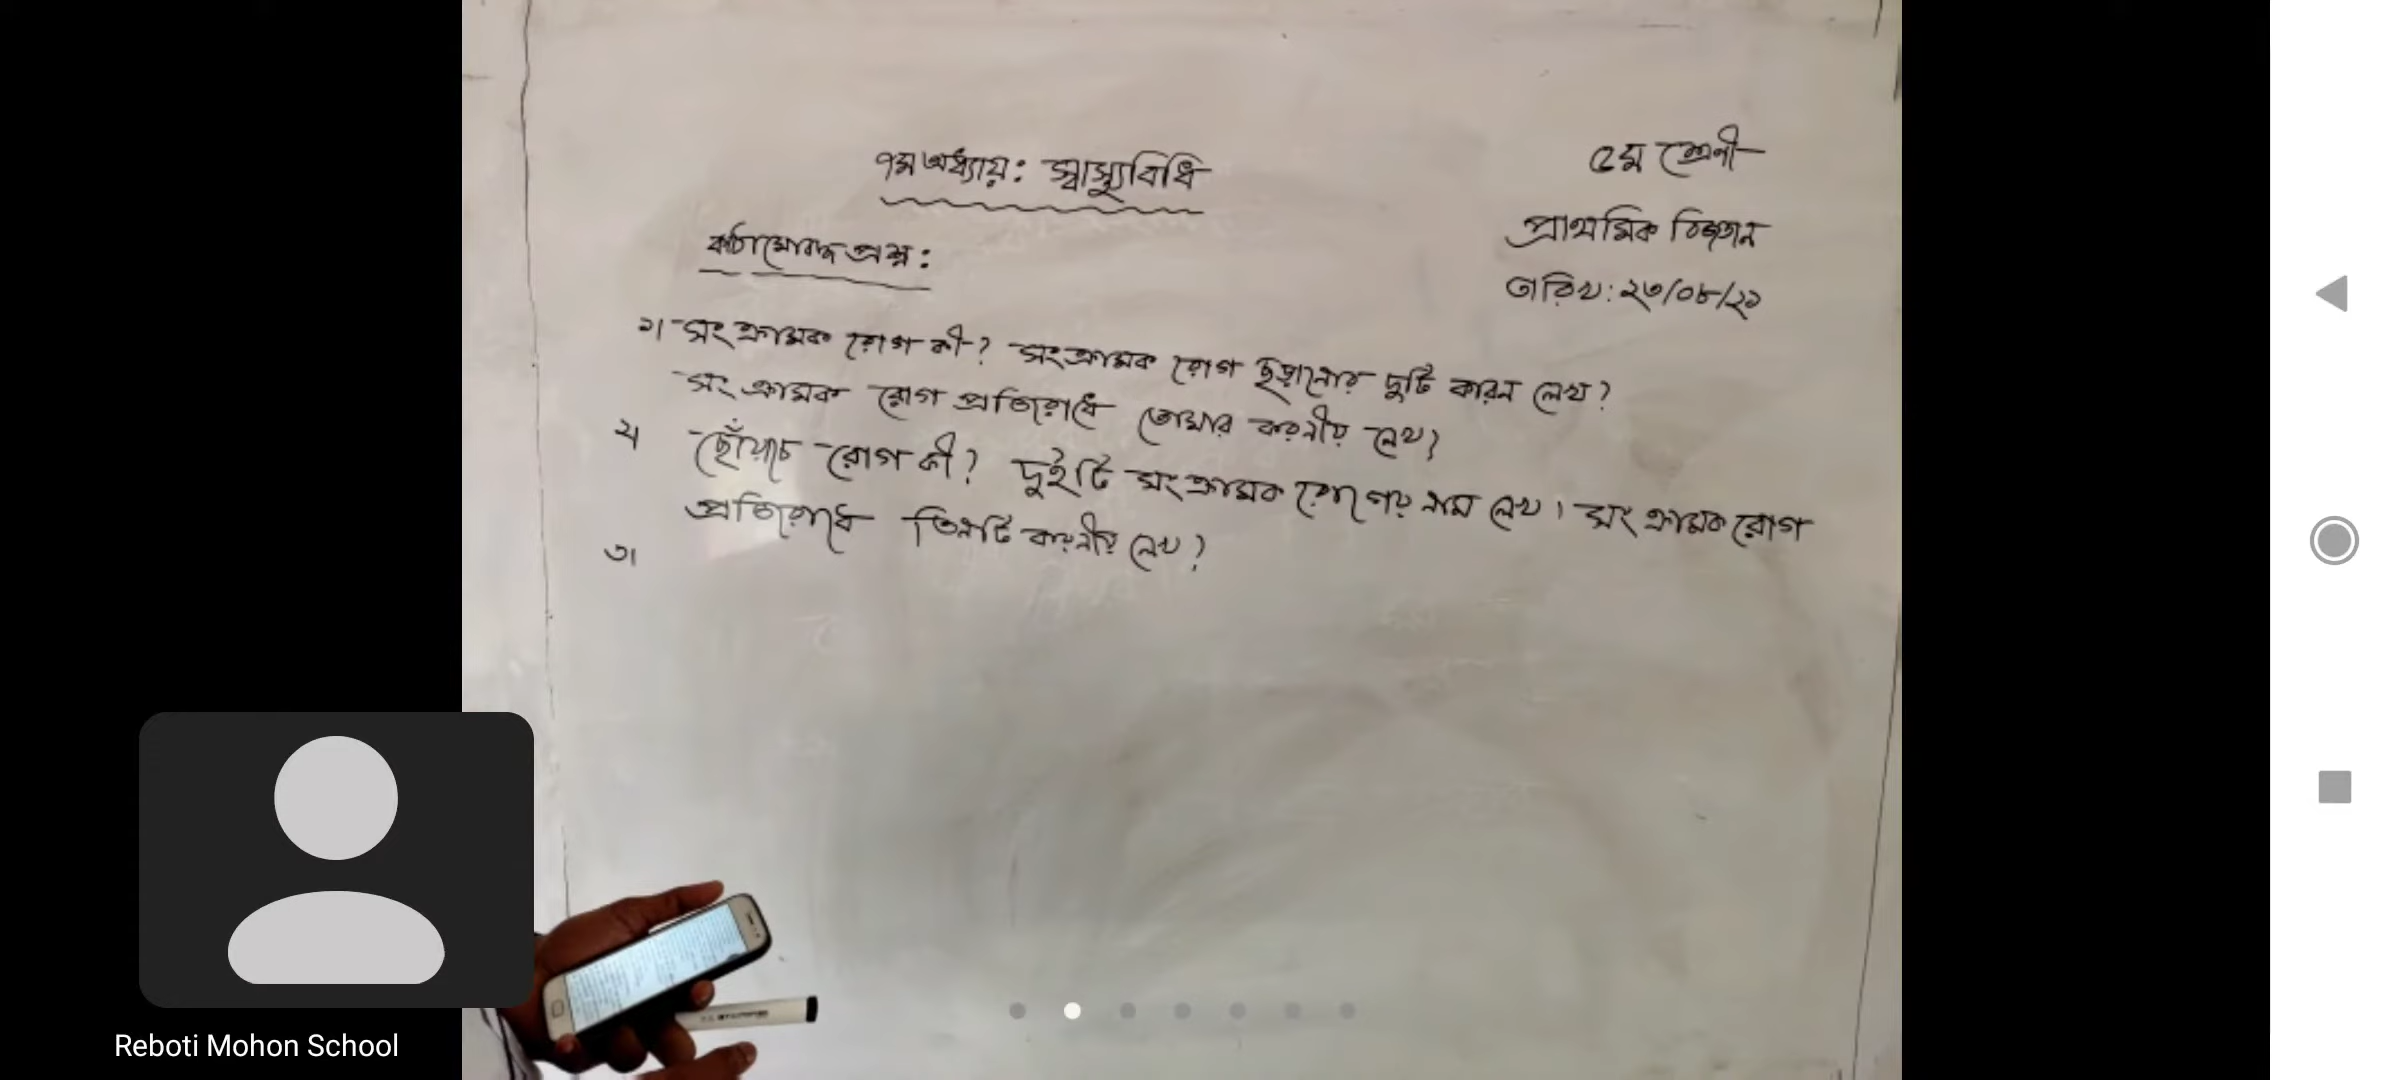 ৭ম অধ্যায়: স্বাস্থ্যবিধি
৫ম শ্রেনী
প্রাথমিক বিজ্ঞান
তারিখ: ২৩/০৮/২১
কাঠামোবদ্ধ প্রশ্ন:
১। সংক্রামক রোগ কী? সংক্রামক রোগ ছড়ানোর দুটি কারন লেখ?
সংক্রামক রোগ প্রতিরোধে তোমার করনীয় লেখ?
২। ছোঁয়াচে রোগ কী? দুইটি সংক্রামক রোগের নাম লেখ। সংক্রামক রোগ
প্রতিরোধে তিনটি করনীয় লেখ?
৩।
Reboti Mohon School